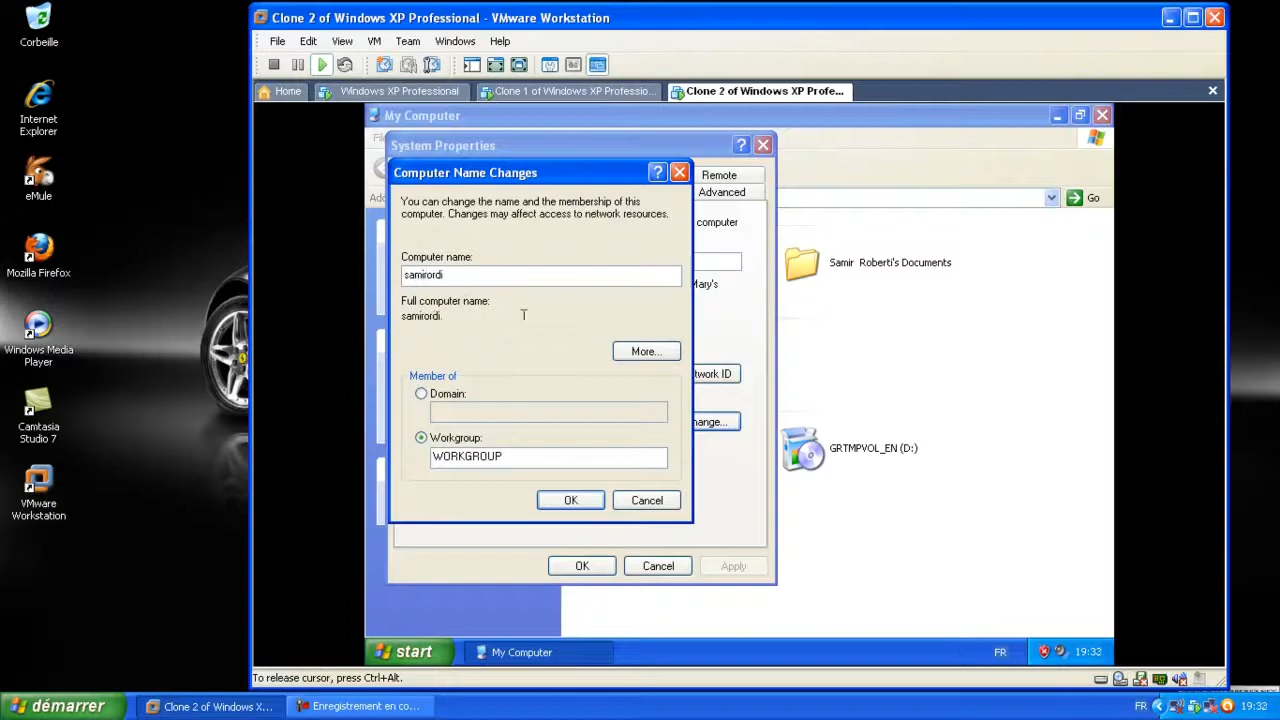 Corbeille
Internet
Explorer
eMule
Mozilla Firefox
Windows Media
Player
Camtasia
Studio 7
VMware
Workstation
Clone 2 of Windows XP Professional - VMware Workstation
File Edit View VM Team Windows Help
Home Windows XP Professional Clone 1 of Windows XP Professio... Clone 2 of Windows XP Profe...
My Computer
System Properties
Computer Name Changes
Remote
Advanced
Go
You can change the name and the membership of this
computer. Changes may affect access to network resources.
computer
Computer name:
samirordi
Samir Roberti's Documents
Mary's
Full computer name:
samirordi.
More...
Member of
twork ID
Domain:
hange...
Workgroup:
WORKGROUP
GRTMPVOL_EN (D:)
OK Cancel
OK Cancel Apply
start My Computer FR 19:33
To release cursor, press Ctrl+Alt.
démarrer Clone 2 of Windows X... Enregistrement en co... FR 19:32